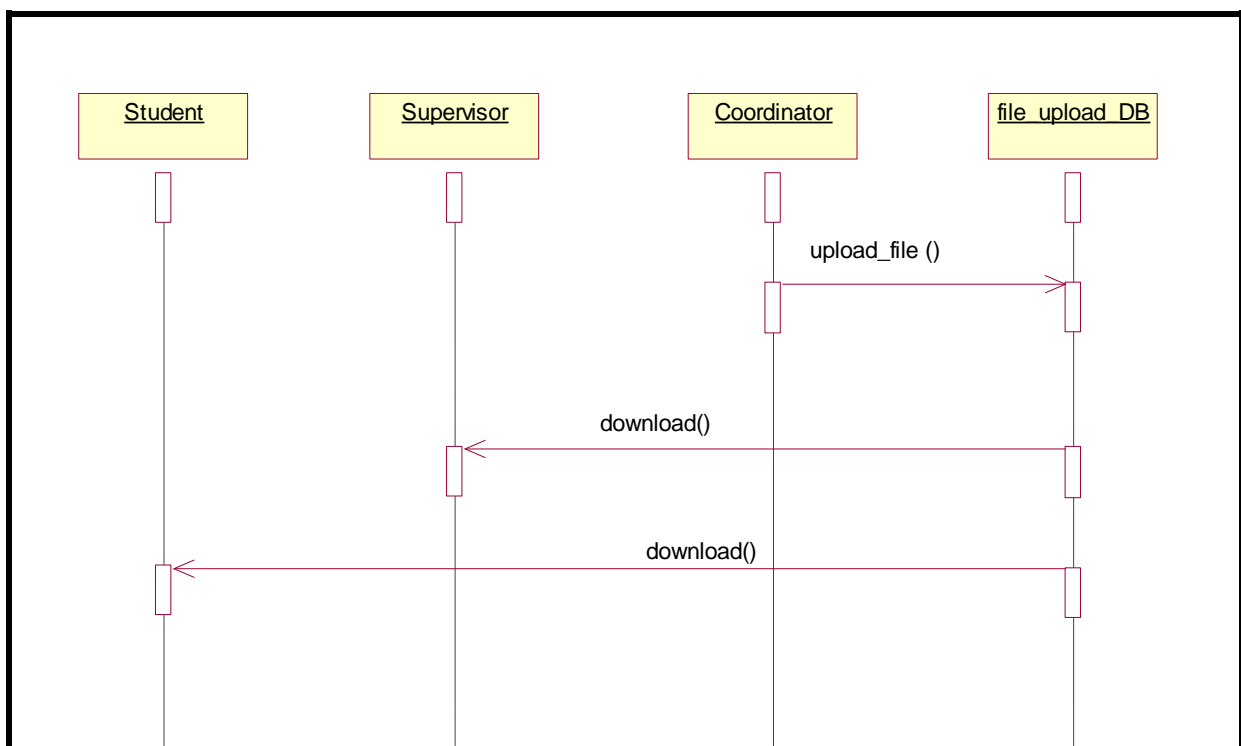 Student
Supervisor
Coordinator
file_upload_DB
upload_file ()
download()
download()